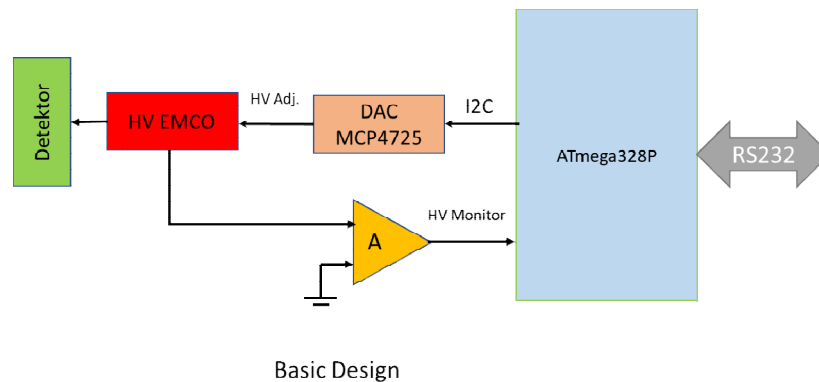 Detektor
HV EMCO
HV Adj.
DAC
MCP4725
I2C
ATmega328P
RS232
A
HV Monitor
Basic Design